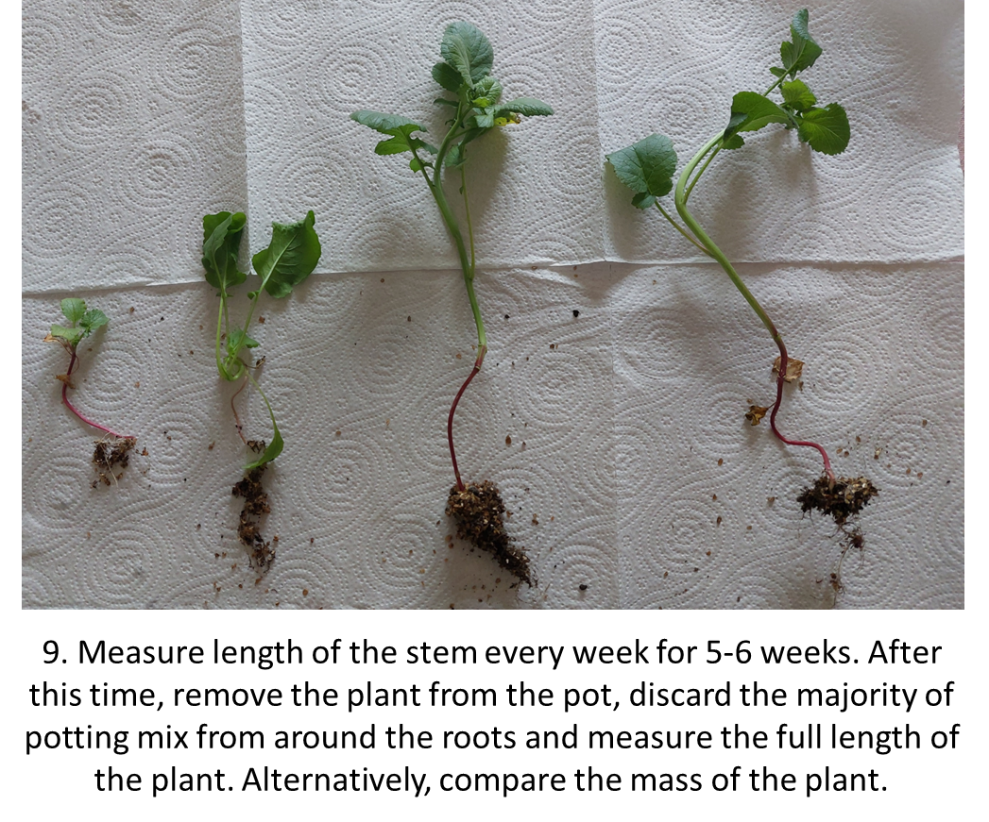 9. Measure length of the stem every week for 5-6 weeks. After
this time, remove the plant from the pot, discard the majority of
potting mix from around the roots and measure the full length of
the plant. Alternatively, compare the mass of the plant.